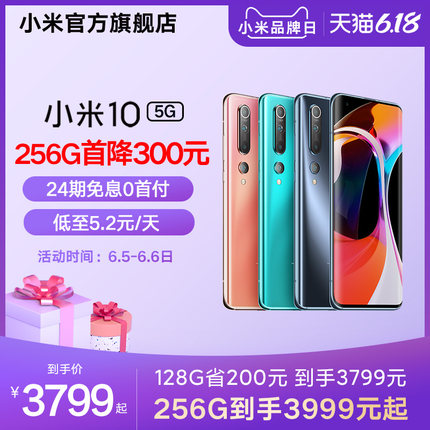 小米官方旗舰店
小米品牌日
天猫6.18
小米10 5G
256G首降300元
24期免息0首付
低至5.2元/天
活动时间：6.5-6.6日
到手价
¥3799起
128G省200元 到手3799元
256G到手3999元起